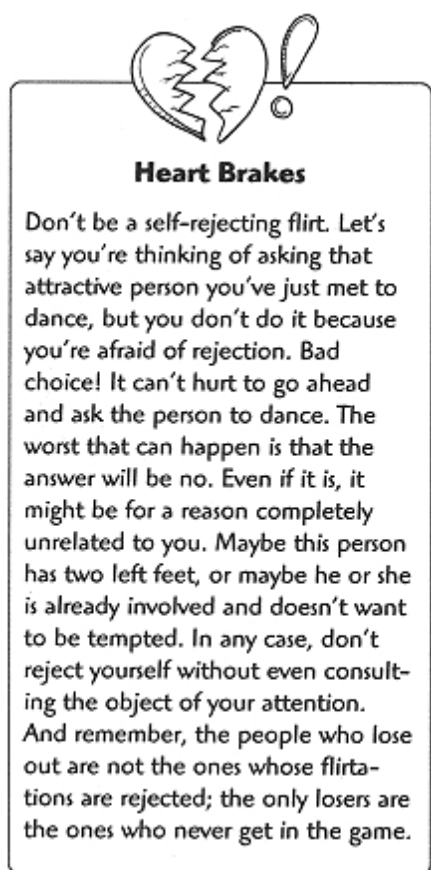 Heart Brakes
Don't be a self-rejecting flirt. Let's
say you're thinking of asking that
attractive person you've just met to
dance, but you don't do it because
you're afraid of rejection. Bad
choice! It can't hurt to go ahead
and ask the person to dance. The
worst that can happen is that the
answer will be no. Even if it is, it
might be for a reason completely
unrelated to you. Maybe this person
has two left feet, or maybe he or she
is already involved and doesn't want
to be tempted. In any case, don't
reject yourself without even consult-
ing the object of your attention.
And remember, the people who lose
out are not the ones whose flirta-
tions are rejected; the only losers are
the ones who never get in the game.